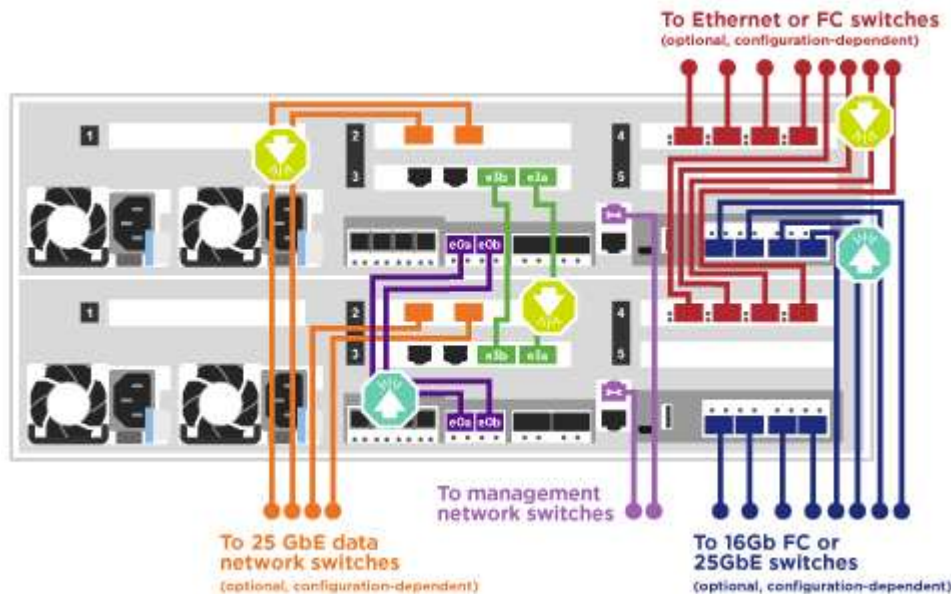 To Ethernet or FC switches
(optional, configuration-dependent)
1
2
4
3
e3b
e3a
5
e0a
e0b
1
2
4
3
e3b
e3a
5
e0a
e0b
To management
network switches
To 25 GbE data
network switches
(optional, configuration-dependent)
To 16Gb FC or
25GbE switches
(optional, configuration-dependent)